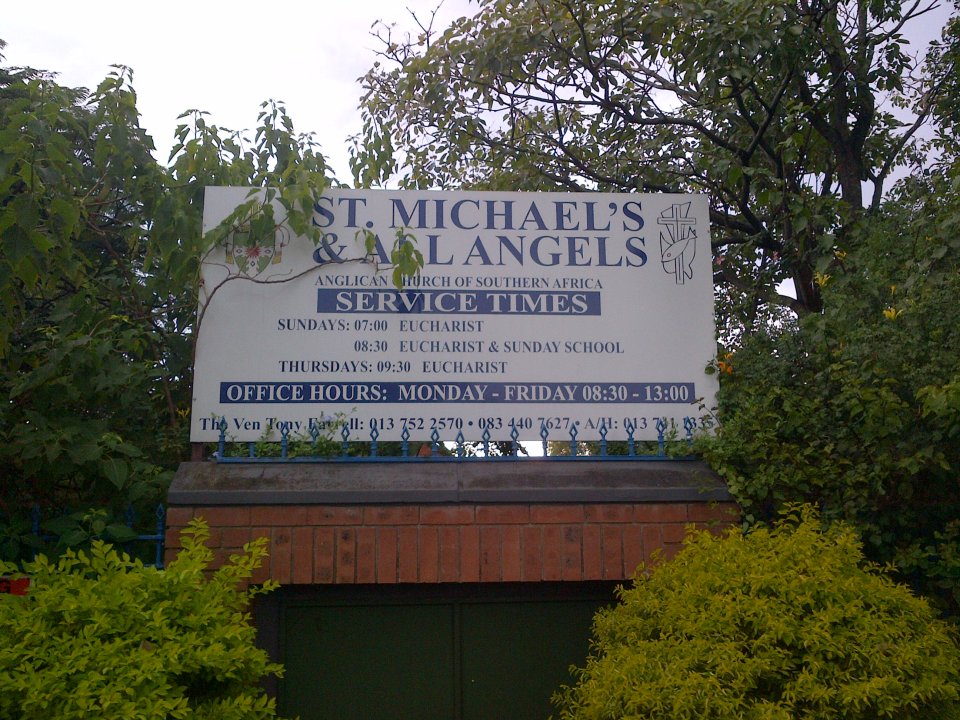 ST. MICHAEL'S
& ALL ANGELS
ANGLICAN CHURCH OF SOUTHERN AFRICA
SERVICE TIMES
SUNDAYS: 07:00 EUCHARIST
08:30 EUCHARIST & SUNDAY SCHOOL
THURSDAYS: 09:30 EUCHARIST
OFFICE HOURS: MONDAY - FRIDAY 08:30 - 13:00
The Ven Tony Farrell: 013 752 2570 • 083 440 7627 • A/H: 013